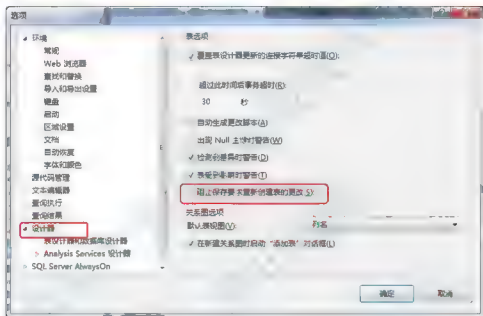 选项
环境
常规
Web 浏览器
查找和替换
导入和导出设置
键盘
启动
区域设置
文档
自动恢复
字体和颜色
源代码管理
文本编辑器
查询执行
查询结果
设计器
表设计器和数据库设计器
Analysis Services 设计器
SQL Server AlwaysOn
表选项
覆盖表设计器更新的连接字符串超时值(O):
超过此时间后事务超时(R):
30 秒
自动生成更改脚本(A)
出现 Null 主键时警告(W)
检测到差异时警告(D)
表受到影响时警告(T)
阻止保存要求重新创建表的更改(S)
关系图选项
默认表视图(V): 列名
在新建关系图时启动“添加表”对话框(L)
确定 取消